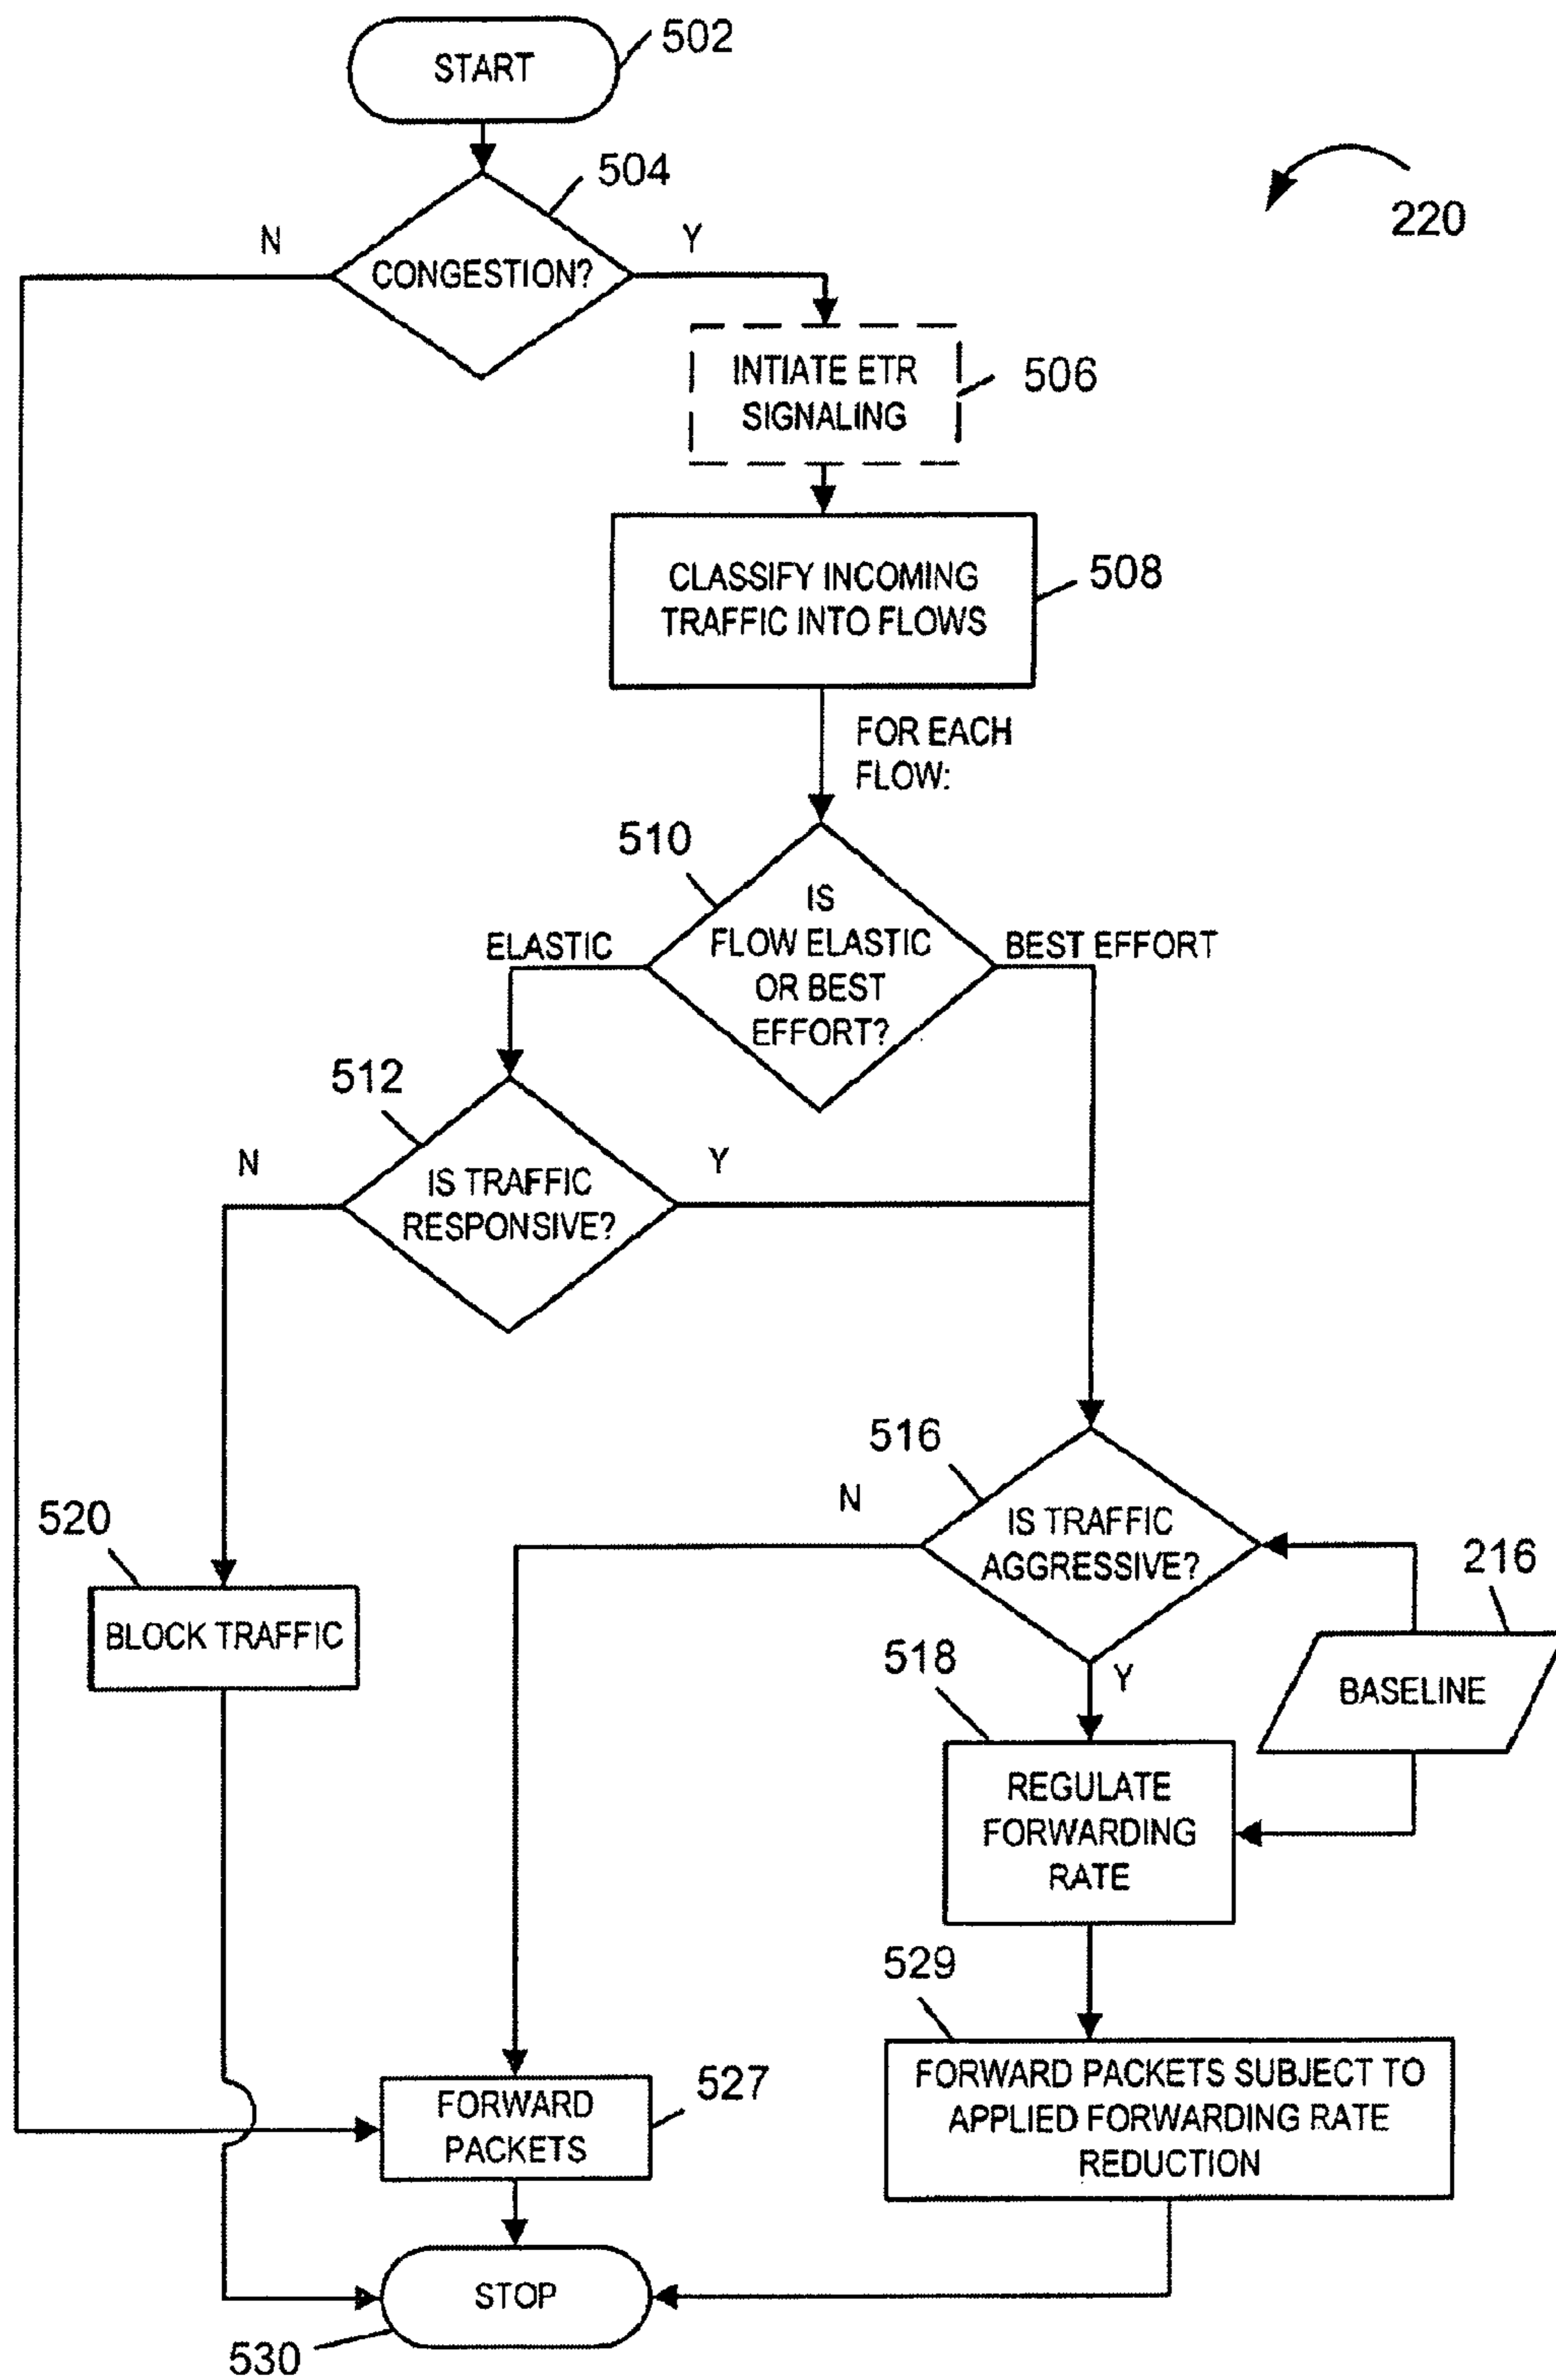 START
502
504
N
Y
CONGESTION?
220
INTIATE ETR
SIGNALING
506
CLASSIFY INCOMING
TRAFFIC INTO FLOWS
508
FOR EACH
FLOW:
510
IS
FLOW ELASTIC
OR BEST
EFFORT?
ELASTIC
BEST EFFORT
512
N
Y
IS TRAFFIC
RESPONSIVE?
516
N
IS TRAFFIC
AGGRESSIVE?
520
BLOCK TRAFFIC
216
BASELINE
518
Y
REGULATE
FORWARDING
RATE
529
FORWARD PACKETS SUBJECT TO
APPLIED FORWARDING RATE
REDUCTION
527
FORWARD
PACKETS
STOP
530